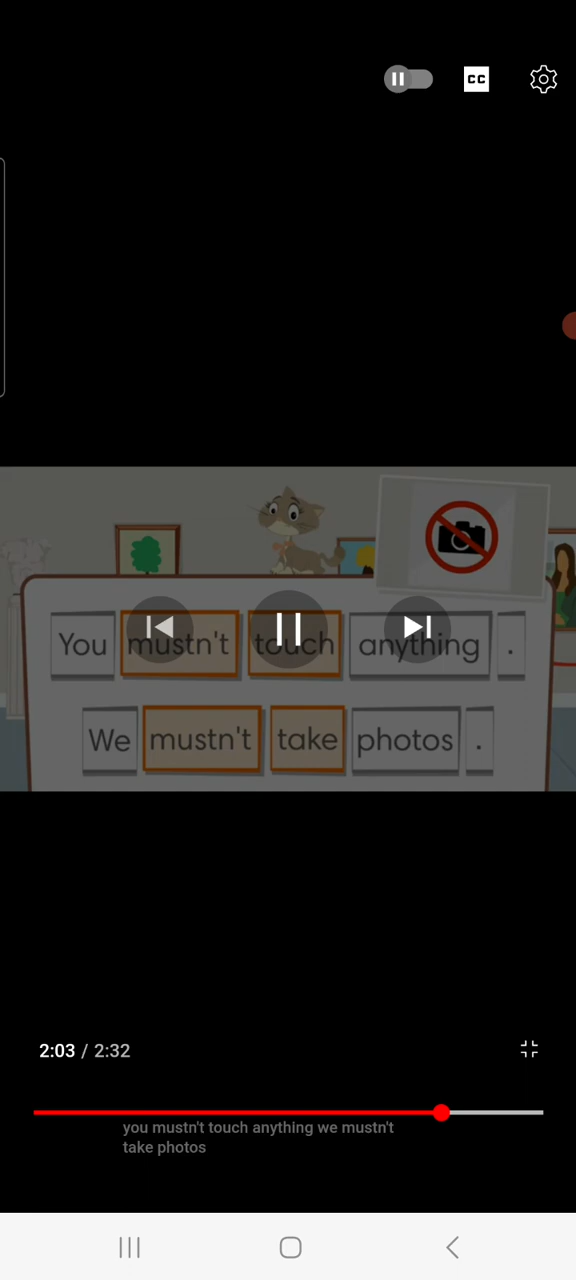 CC
You mustn't touch anything .
We mustn't take photos .
2:03 / 2:32
you mustn't touch anything we mustn't
take photos